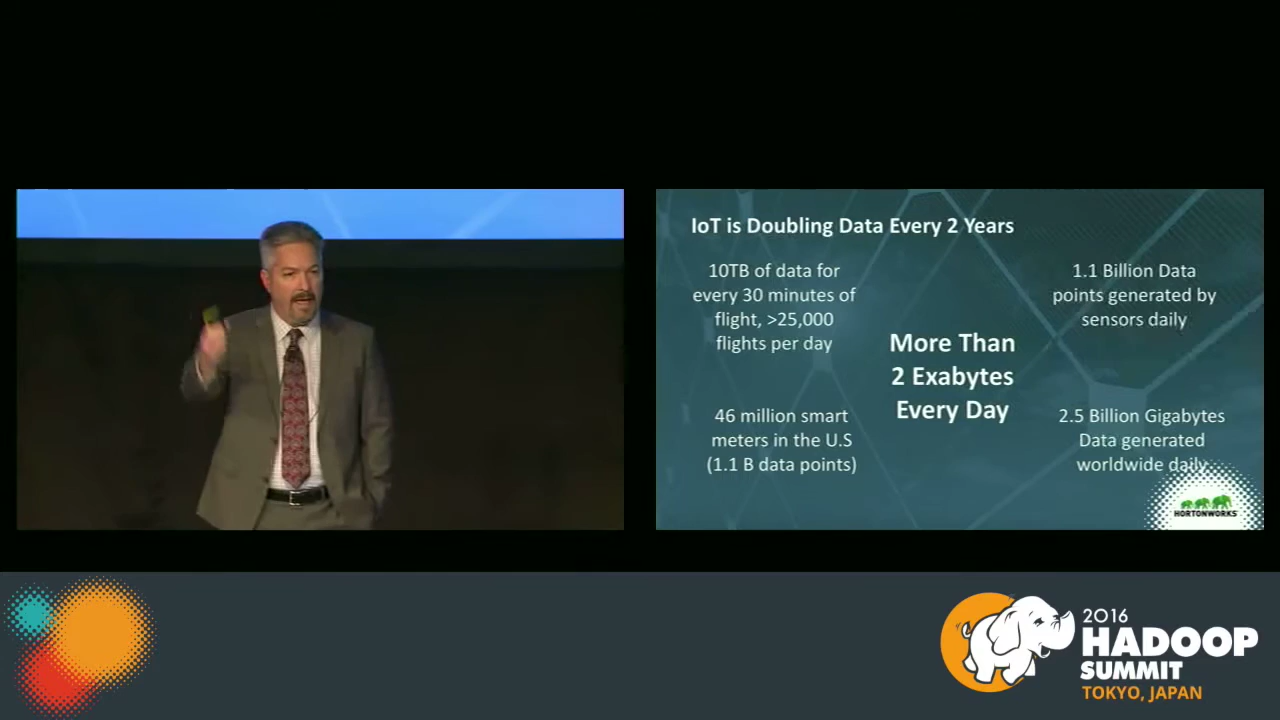 IoT is Doubling Data Every 2 Years
10TB of data for
every 30 minutes of
flight, >25,000
flights per day
1.1 Billion Data
points generated by
sensors daily
More Than
2 Exabytes
Every Day
46 million smart
meters in the U.S
(1.1 B data points)
2.5 Billion Gigabytes
Data generated
worldwide daily
HORTONWORKS
2016
HADOOP
SUMMIT
TOKYO, JAPAN